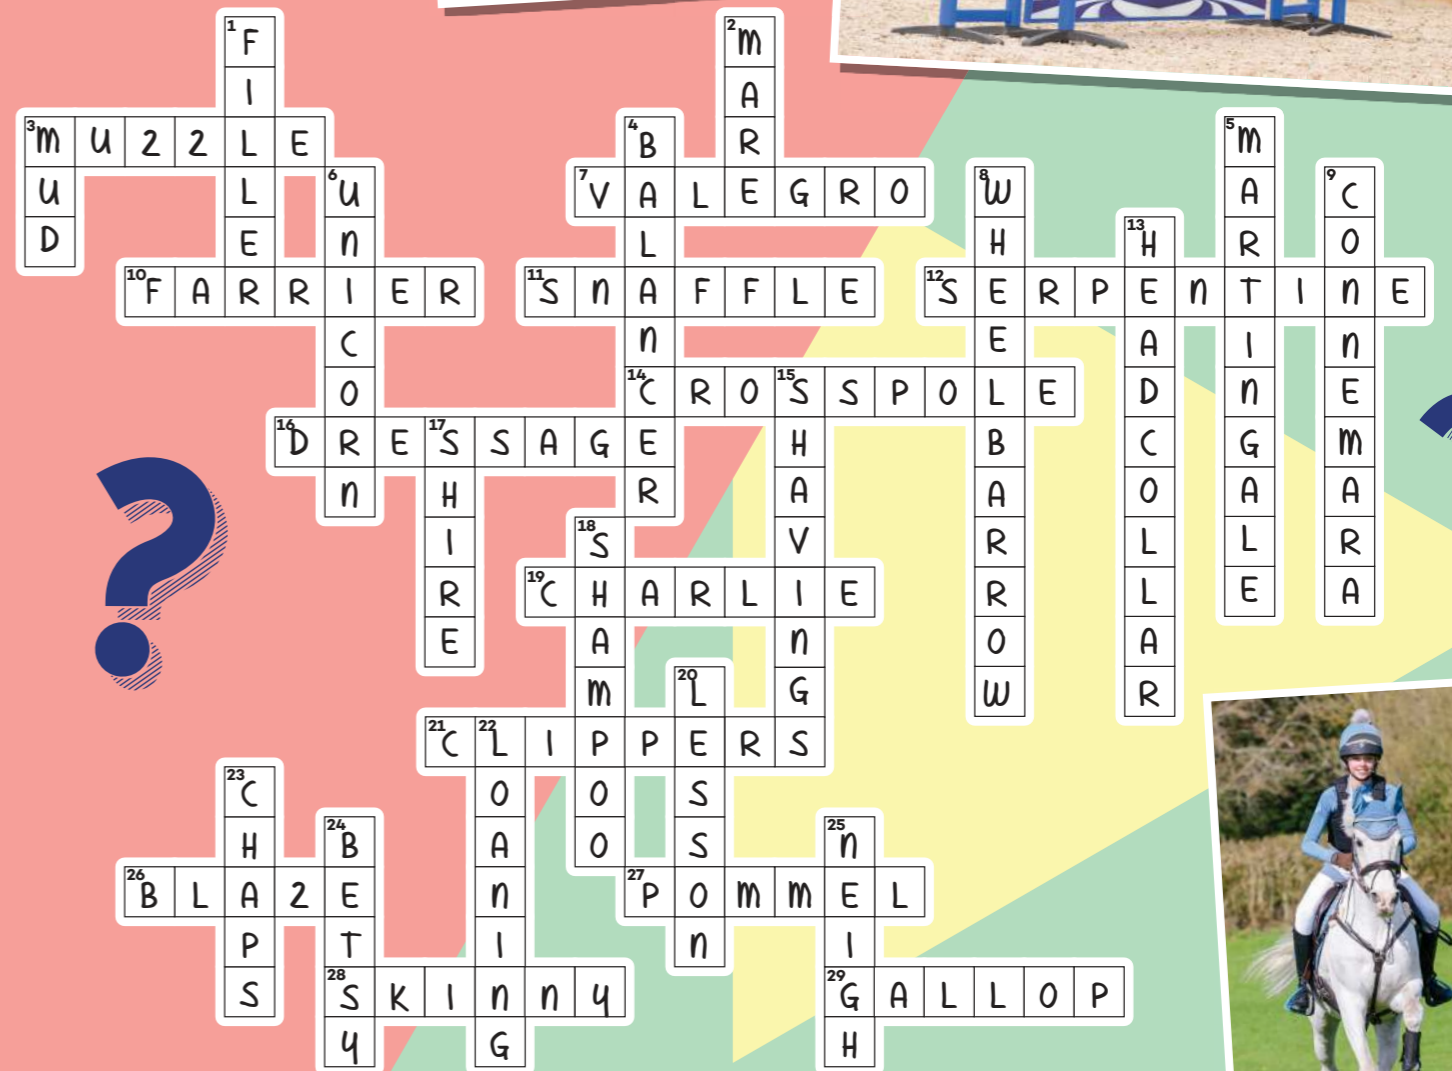 1 FILLER
2 MARE
3 MUZZLE
3 MUD
4 BALANCER
5 MARTINGALE
6 UNICORN
7 VALEGRO
8 WHEELBARROW
9 CONNEMARA
10 FARRIER
11 SNAFFLE
12 SERPENTINE
13 HEADCOLLAR
14 CROSSPOLE
15 SHAVINGS
16 DRESSAGE
17 SHIRE
18 SHAMPOO
19 CHARLIE
20 LESSON
21 CLIPPERS
22 LOANING
23 CHAPS
24 BETSY
25 NEIGH
26 BLAZE
27 POMMEL
28 SKINNY
29 GALLOP
?